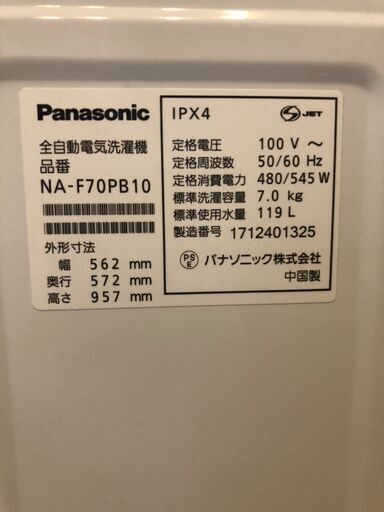 Panasonic
全自動電気洗濯機
品番
NA-F70PB10
外形寸法
幅 562 mm
奥行 572 mm
高さ 957 mm
IPX4
S JET
定格電圧 100 V ～
定格周波数 50/60 Hz
定格消費電力 480/545 W
標準洗濯容量 7.0 kg
標準使用水量 119 L
製造番号 1712401325
PS E パナソニック株式会社
中国製